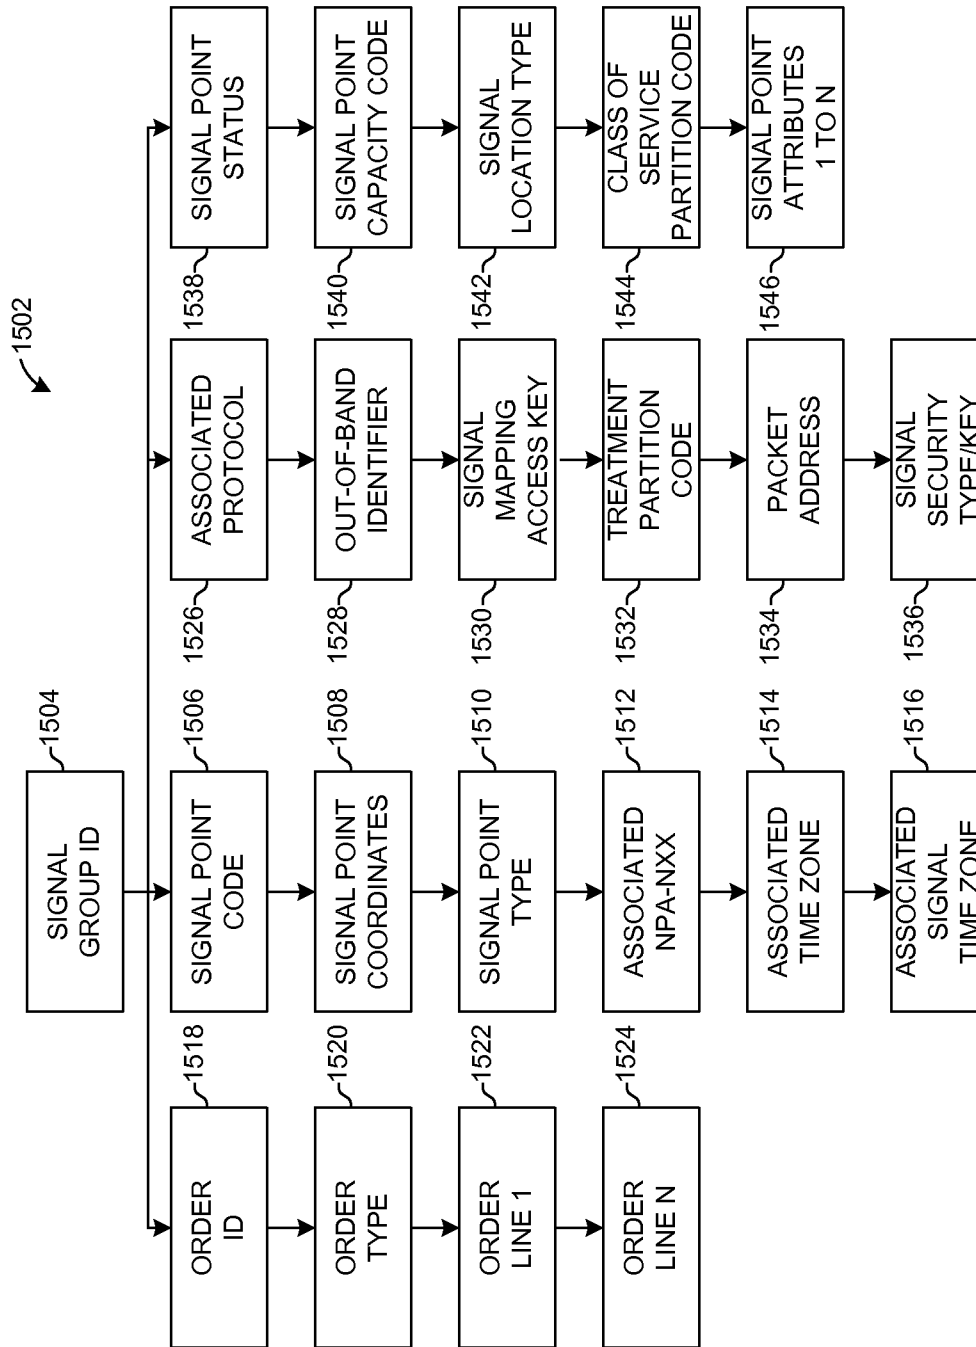 1502
SIGNAL
GROUP ID
1504
ORDER
ID
1518
ORDER
TYPE
1520
ORDER
LINE 1
1522
ORDER
LINE N
1524
SIGNAL POINT
CODE
1506
SIGNAL POINT
COORDINATES
1508
SIGNAL POINT
TYPE
1510
ASSOCIATED
NPA-NXX
1512
ASSOCIATED
TIME ZONE
1514
ASSOCIATED
SIGNAL
TIME ZONE
1516
ASSOCIATED
PROTOCOL
1526
OUT-OF-BAND
IDENTIFIER
1528
SIGNAL
MAPPING
ACCESS KEY
1530
TREATMENT
PARTITION
CODE
1532
PACKET
ADDRESS
1534
SIGNAL
SECURITY
TYPE/KEY
1536
SIGNAL POINT
STATUS
1538
SIGNAL POINT
CAPACITY CODE
1540
SIGNAL
LOCATION TYPE
1542
CLASS OF
SERVICE
PARTITION CODE
1544
SIGNAL POINT
ATTRIBUTES
1 TO N
1546